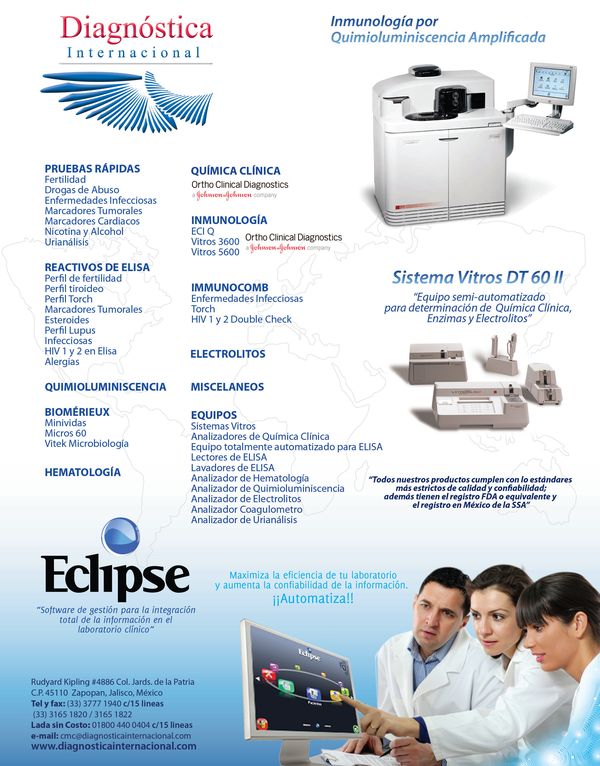 Diagnóstica
Internacional
Inmunología por
Quimioluminiscencia Amplificada
PRUEBAS RÁPIDAS
Fertilidad
Drogas de Abuso
Enfermedades Infecciosas
Marcadores Tumorales
Marcadores Cardiacos
Nicotina y Alcohol
Urianálisis
REACTIVOS DE ELISA
Perfil de fertilidad
Perfil tiroideo
Perfil Torch
Marcadores Tumorales
Esteroides
Perfil Lupus
Infecciosas
HIV 1 y 2 en Elisa
Alergías
QUIMIOLUMINISCENCIA
BIOMÉRIEUX
Minividas
Micros 60
Vitek Microbiología
HEMATOLOGÍA
QUÍMICA CLÍNICA
Ortho Clinical Diagnostics
a Johnson&Johnson company
INMUNOLOGÍA
ECI Q
Vitros 3600
Vitros 5600
Ortho Clinical Diagnostics
a Johnson&Johnson company
INMUNOCOMB
Enfermedades Infecciosas
Torch
HIV 1 y 2 Double Check
ELECTROLITOS
MISCELANEOS
EQUIPOS
Sistemas Vitros
Analizadores de Química Clínica
Equipo totalmente automatizado para ELISA
Lectores de ELISA
Lavadores de ELISA
Analizador de Hematología
Analizador de Quimioluminiscencia
Analizador de Electrolitos
Analizador Coagulometro
Analizador de Urianálisis
Sistema Vitros DT 60 II
"Equipo semi-automatizado
para determinación de Química Clínica,
Enzimas y Electrolitos"
"Todos nuestros productos cumplen con lo estándares
más estrictos de calidad y confiabilidad;
además tienen el registro FDA o equivalente y
el registro en México de la SSA"
Eclipse
"Software de gestión para la integración
total de la información en el
laboratorio clínico"
Maximiza la eficiencia de tu laboratorio
y aumenta la confiabilidad de la información.
¡¡Automatiza!!
Eclipse
Pacientes
Rudyard Kipling #4886 Col. Jards. de la Patria
C.P. 45110 Zapopan, Jalisco, México
Tel y fax: (33) 3777 1940 c/15 lineas
(33) 3165 1820 / 3165 1822
Lada sin Costo: 01800 440 0404 c/15 lineas
e-mail: cmc@diagnosticainternacional.com
www.diagnosticainternacional.com